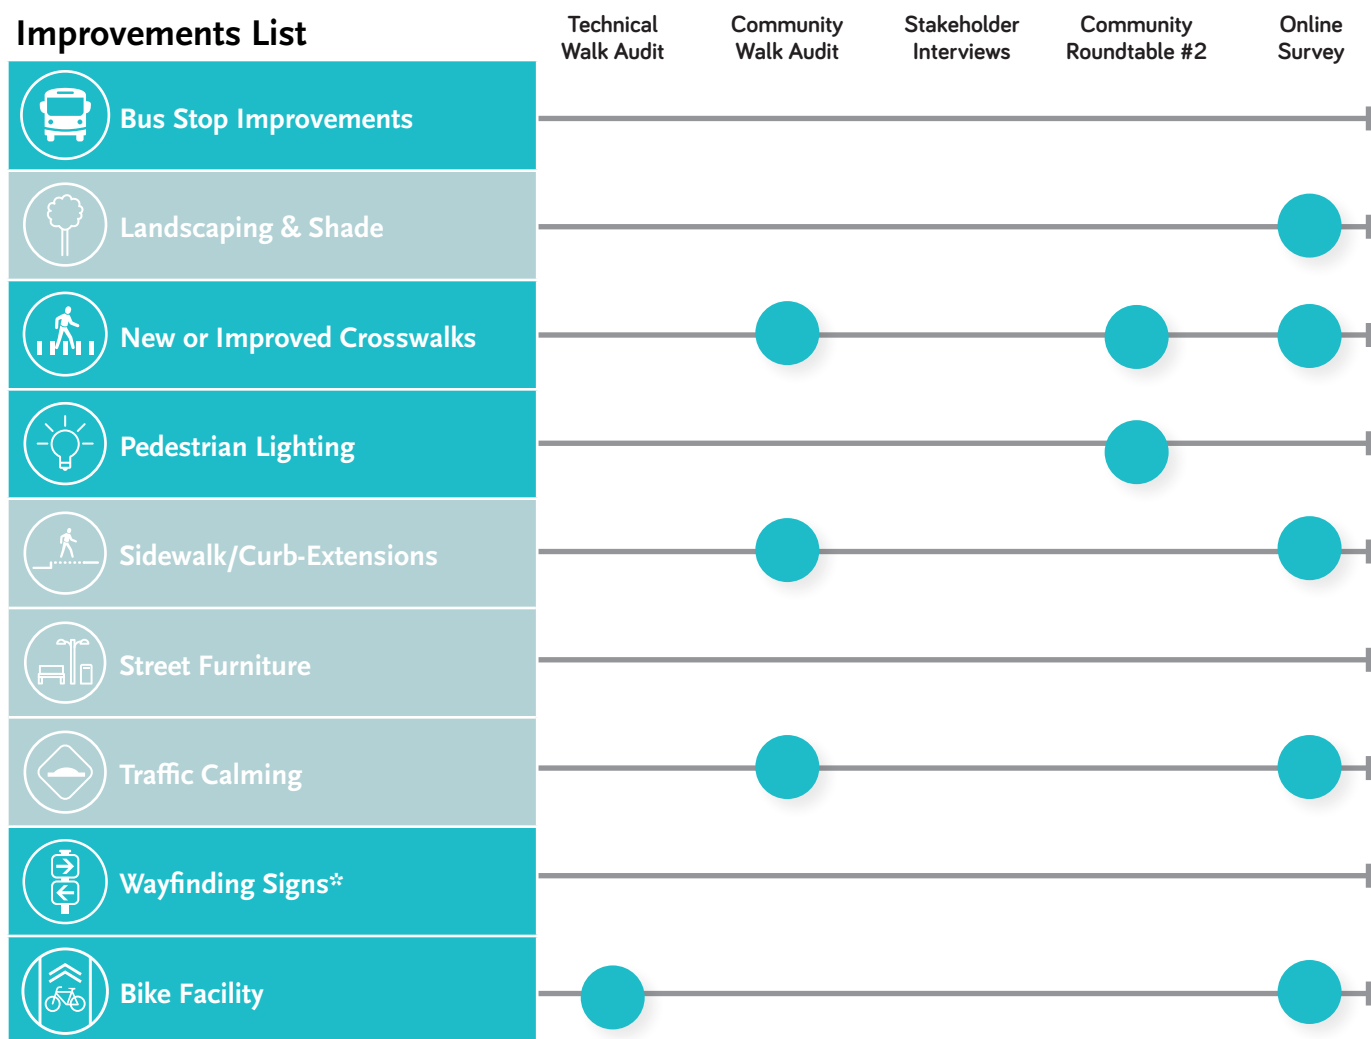 Improvements List
Technical
Walk Audit
Community
Walk Audit
Stakeholder
Interviews
Community
Roundtable #2
Online
Survey
Bus Stop Improvements
Landscaping & Shade
New or Improved Crosswalks
Pedestrian Lighting
Sidewalk/Curb-Extensions
Street Furniture
Traffic Calming
Wayfinding Signs*
Bike Facility